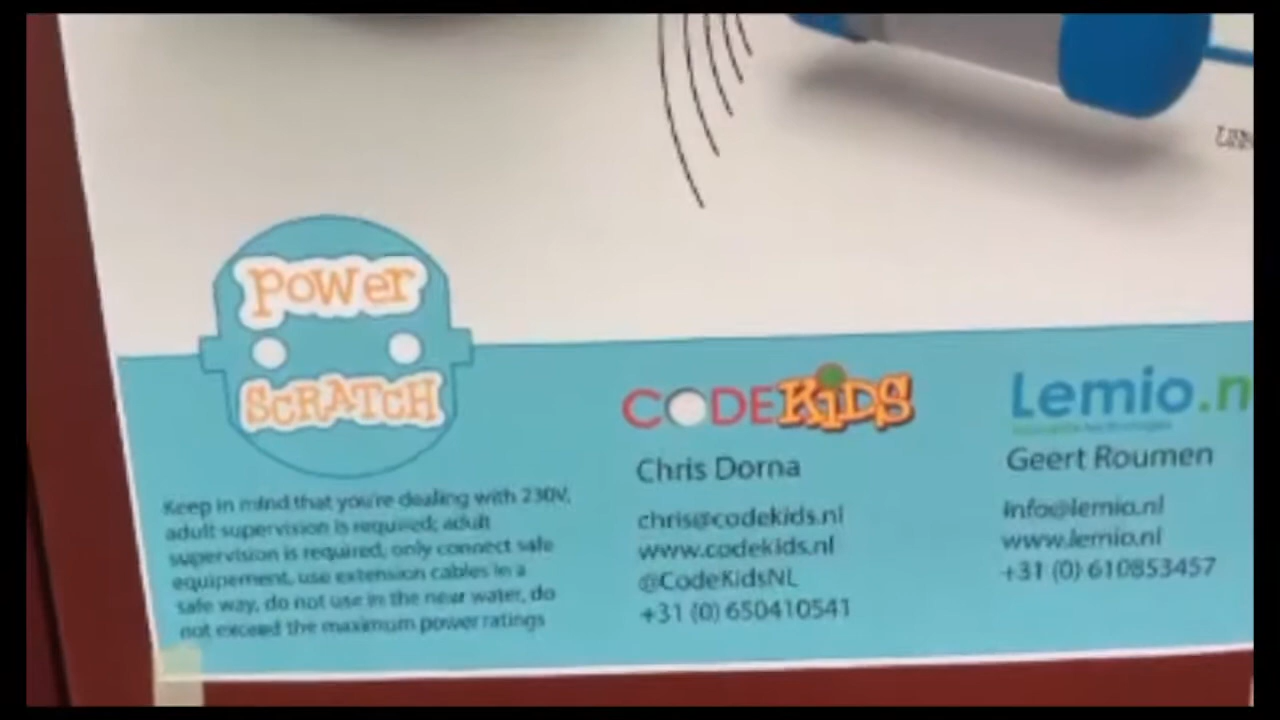 Power
SCRATCH
Keep in mind that you're dealing with 230V,
adult supervision is required; adult
supervision is required, only connect safe
equipement, use extension cables in a
safe way, do not use in the near water, do
not exceed the maximum power ratings
CODEKiDS
Chris Dorna
chris@codekids.nl
www.codekids.nl
@CodeKidsNL
+31 (0) 650410541
Lemio.n
Geert Roumen
info@lemio.nl
www.lemio.nl
+31 (0) 610853457